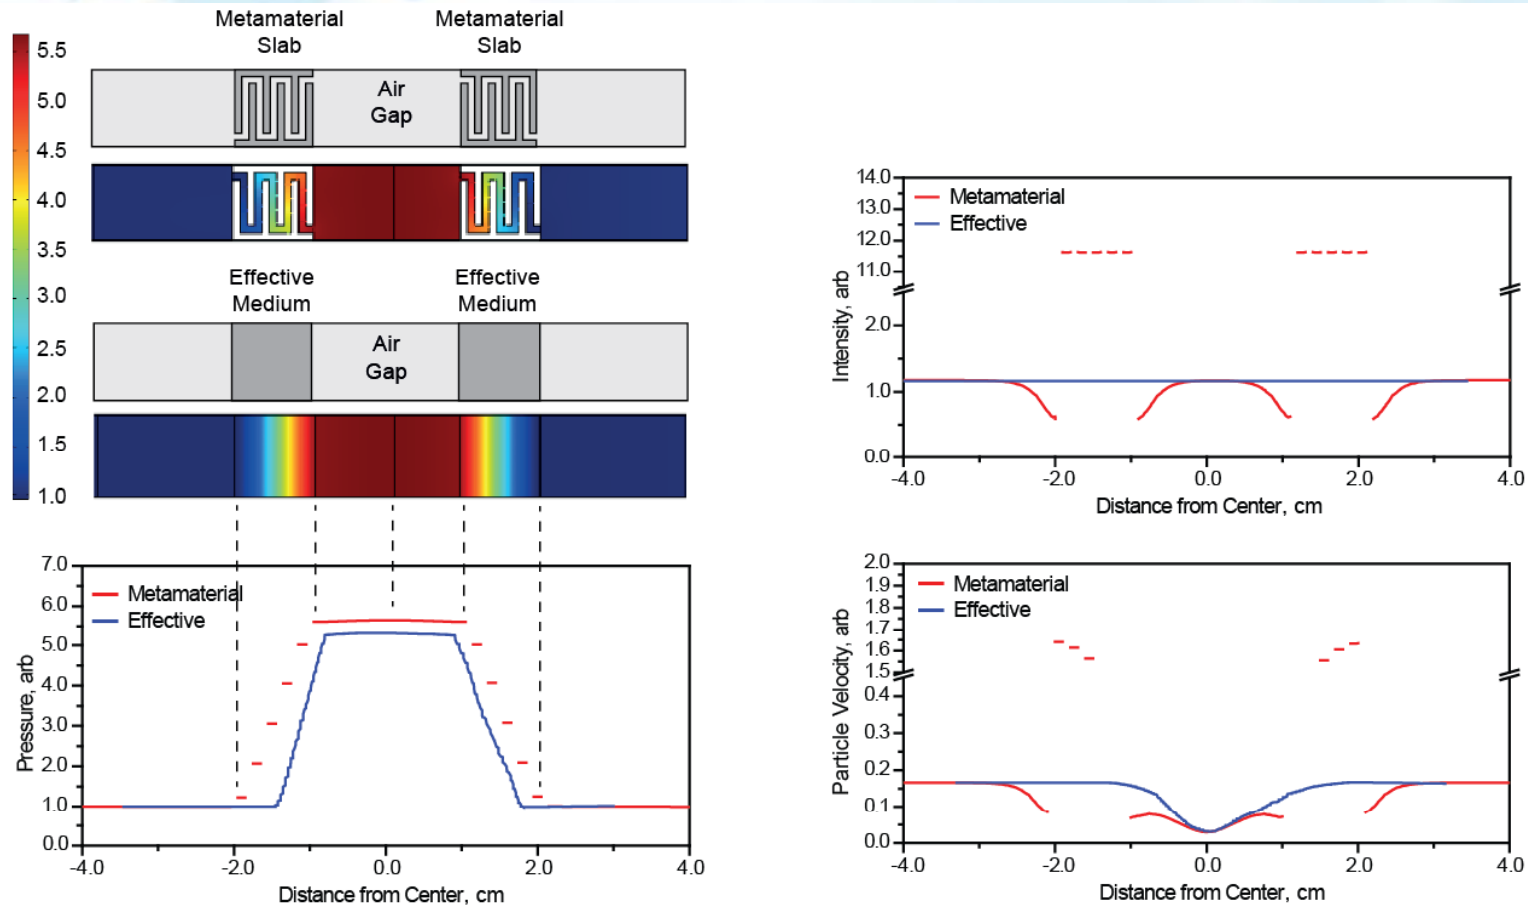 Metamaterial
Slab
Metamaterial
Slab
5.5
5.0
4.5
4.0
3.5
3.0
2.5
2.0
1.5
1.0
Air
Gap
Effective
Medium
Effective
Medium
Air
Gap
7.0
6.0
5.0
4.0
3.0
2.0
1.0
0.0
Pressure, arb
Metamaterial
Effective
-4.0
-2.0
0.0
2.0
4.0
Distance from Center, cm
14.0
13.0
12.0
11.0
2.0
1.0
0.0
Intensity, arb
Metamaterial
Effective
-4.0
-2.0
0.0
2.0
4.0
Distance from Center, cm
2.0
1.9
1.8
1.7
1.6
1.5
0.4
0.3
0.2
0.1
0.0
Particle Velocity, arb
Metamaterial
Effective
-4.0
-2.0
0.0
2.0
4.0
Distance from Center, cm